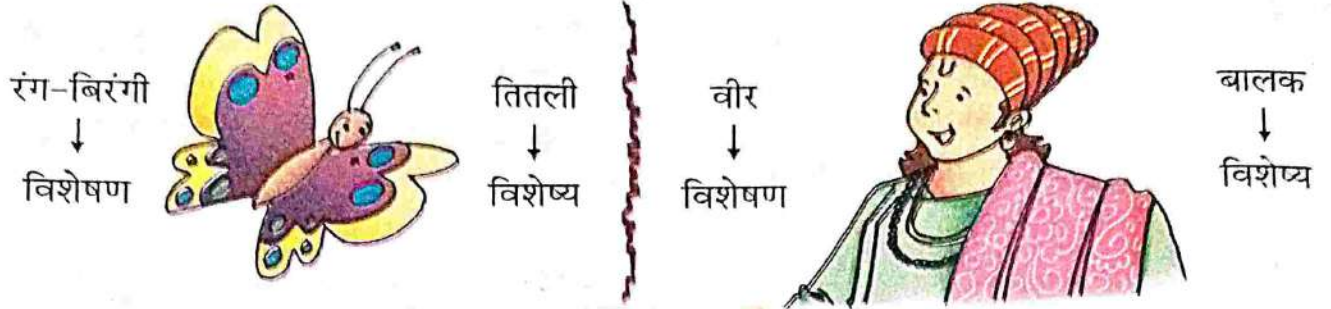 रंग-बिरंगी
↓
विशेषण
तितली
↓
विशेष्य
वीर
↓
विशेषण
बालक
↓
विशेष्य